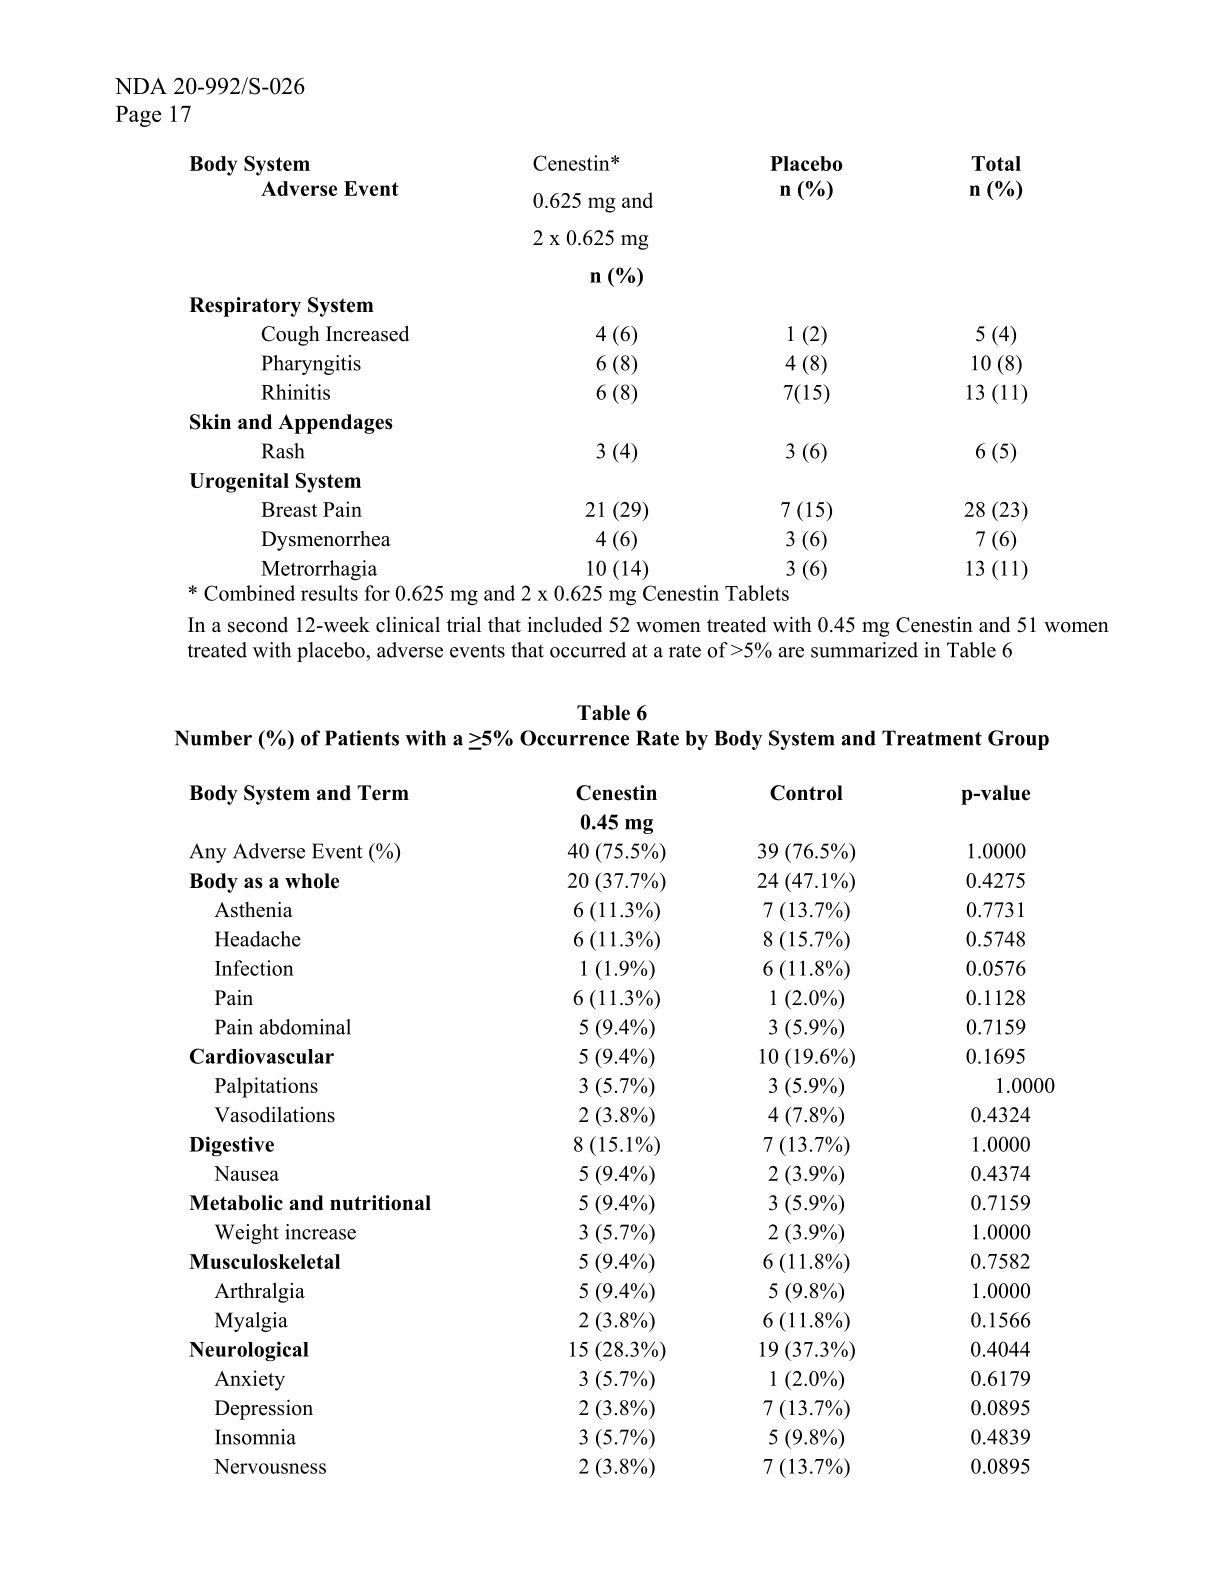 NDA 20-992/S-026
Page 17
Body System Cenestin* Placebo Total
Adverse Event 0.625 mg and n (%) n (%)
2 x 0.625 mg
n (%)
Respiratory System
Cough Increased 4 (6) 1 (2) 5 (4)
Pharyngitis 6 (8) 4 (8) 10 (8)
Rhinitis 6 (8) 7(15) 13 (11)
Skin and Appendages
Rash 3 (4) 3 (6) 6 (5)
Urogenital System
Breast Pain 21 (29) 7 (15) 28 (23)
Dysmenorrhea 4 (6) 3 (6) 7 (6)
Metrorrhagia 10 (14) 3 (6) 13 (11)
* Combined results for 0.625 mg and 2 x 0.625 mg Cenestin Tablets
In a second 12-week clinical trial that included 52 women treated with 0.45 mg Cenestin and 51 women
treated with placebo, adverse events that occurred at a rate of >5% are summarized in Table 6
Table 6
Number (%) of Patients with a ≥5% Occurrence Rate by Body System and Treatment Group
Body System and Term Cenestin Control p-value
0.45 mg
Any Adverse Event (%) 40 (75.5%) 39 (76.5%) 1.0000
Body as a whole 20 (37.7%) 24 (47.1%) 0.4275
Asthenia 6 (11.3%) 7 (13.7%) 0.7731
Headache 6 (11.3%) 8 (15.7%) 0.5748
Infection 1 (1.9%) 6 (11.8%) 0.0576
Pain 6 (11.3%) 1 (2.0%) 0.1128
Pain abdominal 5 (9.4%) 3 (5.9%) 0.7159
Cardiovascular 5 (9.4%) 10 (19.6%) 0.1695
Palpitations 3 (5.7%) 3 (5.9%) 1.0000
Vasodilations 2 (3.8%) 4 (7.8%) 0.4324
Digestive 8 (15.1%) 7 (13.7%) 1.0000
Nausea 5 (9.4%) 2 (3.9%) 0.4374
Metabolic and nutritional 5 (9.4%) 3 (5.9%) 0.7159
Weight increase 3 (5.7%) 2 (3.9%) 1.0000
Musculoskeletal 5 (9.4%) 6 (11.8%) 0.7582
Arthralgia 5 (9.4%) 5 (9.8%) 1.0000
Myalgia 2 (3.8%) 6 (11.8%) 0.1566
Neurological 15 (28.3%) 19 (37.3%) 0.4044
Anxiety 3 (5.7%) 1 (2.0%) 0.6179
Depression 2 (3.8%) 7 (13.7%) 0.0895
Insomnia 3 (5.7%) 5 (9.8%) 0.4839
Nervousness 2 (3.8%) 7 (13.7%) 0.0895